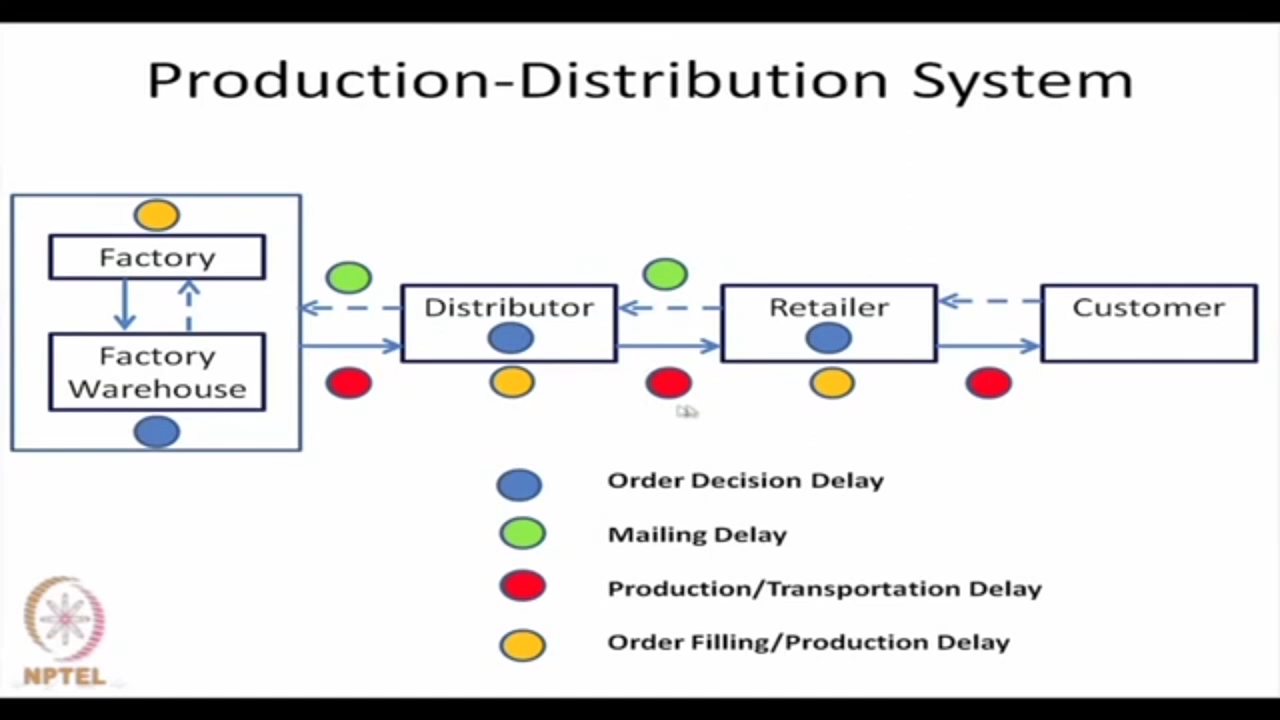 Production-Distribution System
Factory
Factory
Warehouse
Distributor
Retailer
Customer
Order Decision Delay
Mailing Delay
Production/Transportation Delay
Order Filling/Production Delay
NPTEL